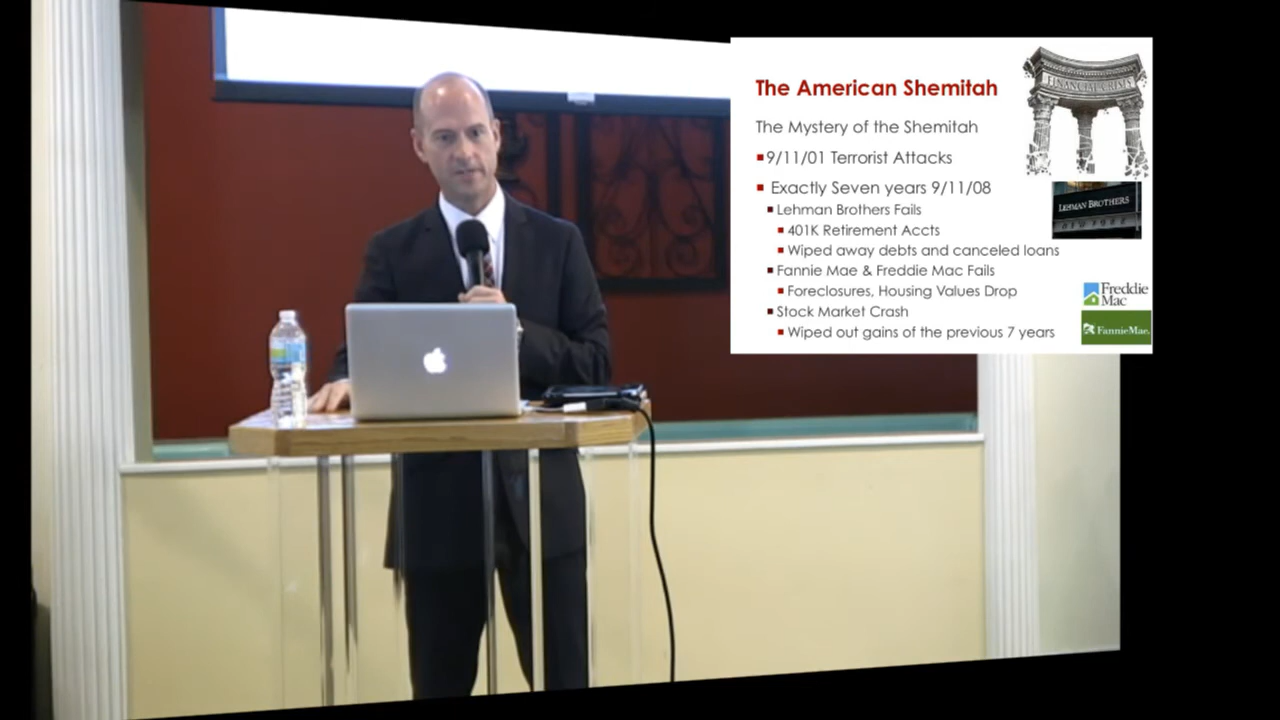 The American Shemitah
The Mystery of the Shemitah
9/11/01 Terrorist Attacks
Exactly Seven years 9/11/08
Lehman Brothers Fails
401K Retirement Accts
Wiped away debts and canceled loans
Fannie Mae & Freddie Mac Fails
Foreclosures, Housing Values Drop
Stock Market Crash
Wiped out gains of the previous 7 years
FINANCIAL CRISIS
LEHMAN BROTHERS
NEW YORK
Freddie
Mac
FannieMae.